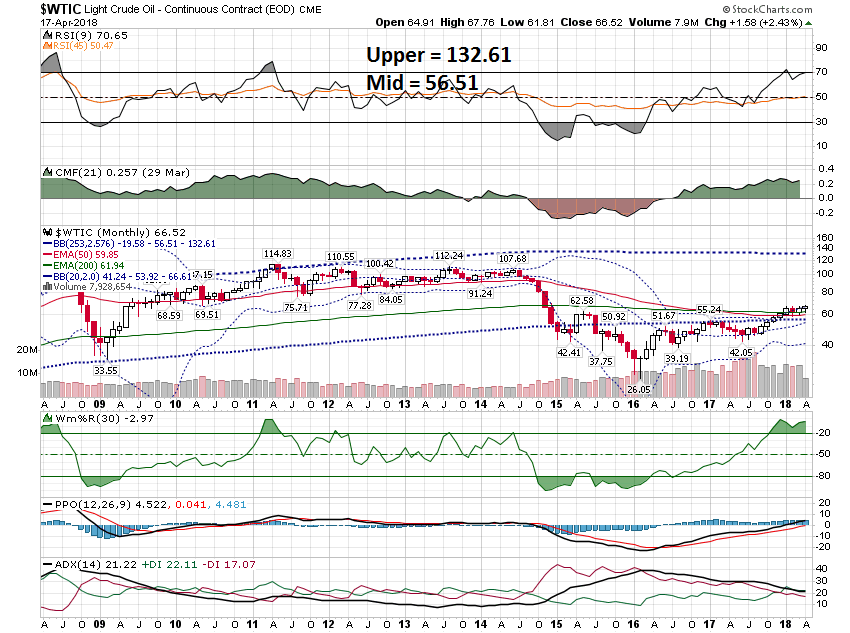 $WTIC Light Crude Oil - Continuous Contract (EOD) CME © StockCharts.com
17-Apr-2018 Open 64.91 High 67.76 Low 61.81 Close 66.52 Volume 7.9M Chg +1.58 (+2.43%)
RSI(9) 70.65
RSI(45) 50.47
Upper = 132.61
Mid = 56.51
90
70
50
30
10
CMF(21) 0.257 (29 Mar)
0.4
0.2
0.0
-0.2
$WTIC (Monthly) 66.52
BB(253,2.576) -19.58 - 56.51 - 132.61
EMA(50) 59.85
EMA(200) 61.94
BB(20,2.0) 41.24 - 53.92 - 66.61
Volume 7,928,654
7.15
114.83
110.55
100.42
112.24
107.68
68.59
69.51
75.71
77.28
84.05
91.24
62.58
50.92
51.67
55.24
33.55
42.41
37.75
26.05
39.19
42.05
160
140
120
100
80
60
40
20M
10M
A J O 09 A J O 10 A J O 11 A J O 12 A J O 13 A J O 14 A J O 15 A J O 16 A J O 17 A J O 18 A
Wm%R(30) -2.97
-20
-50
-80
PPO(12,26,9) 4.522, 0.041, 4.481
20
10
0
-10
-20
ADX(14) 21.22 +DI 22.11 -DI 17.07
40
30
20
10
A J O 09 A J O 10 A J O 11 A J O 12 A J O 13 A J O 14 A J O 15 A J O 16 A J O 17 A J O 18 A